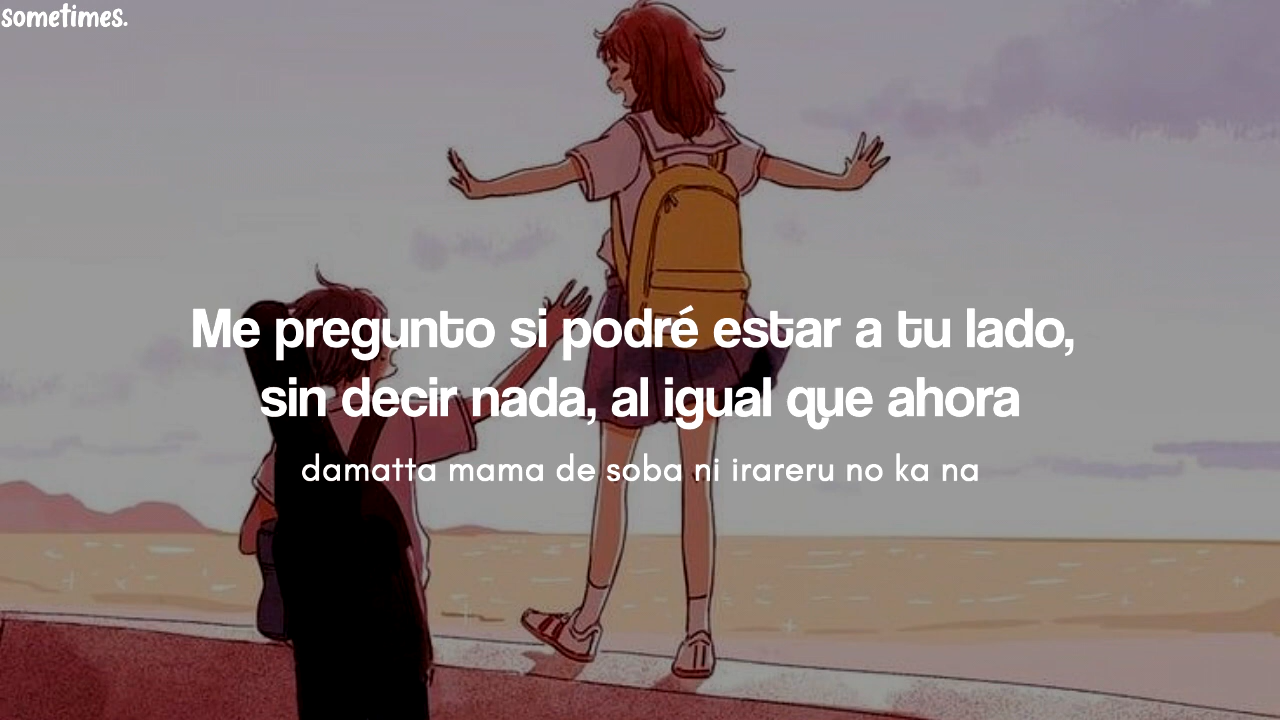 sometimes.
Me pregunto si podré estar a tu lado,
sin decir nada, al igual que ahora
damatta mama de soba ni irareru no ka na